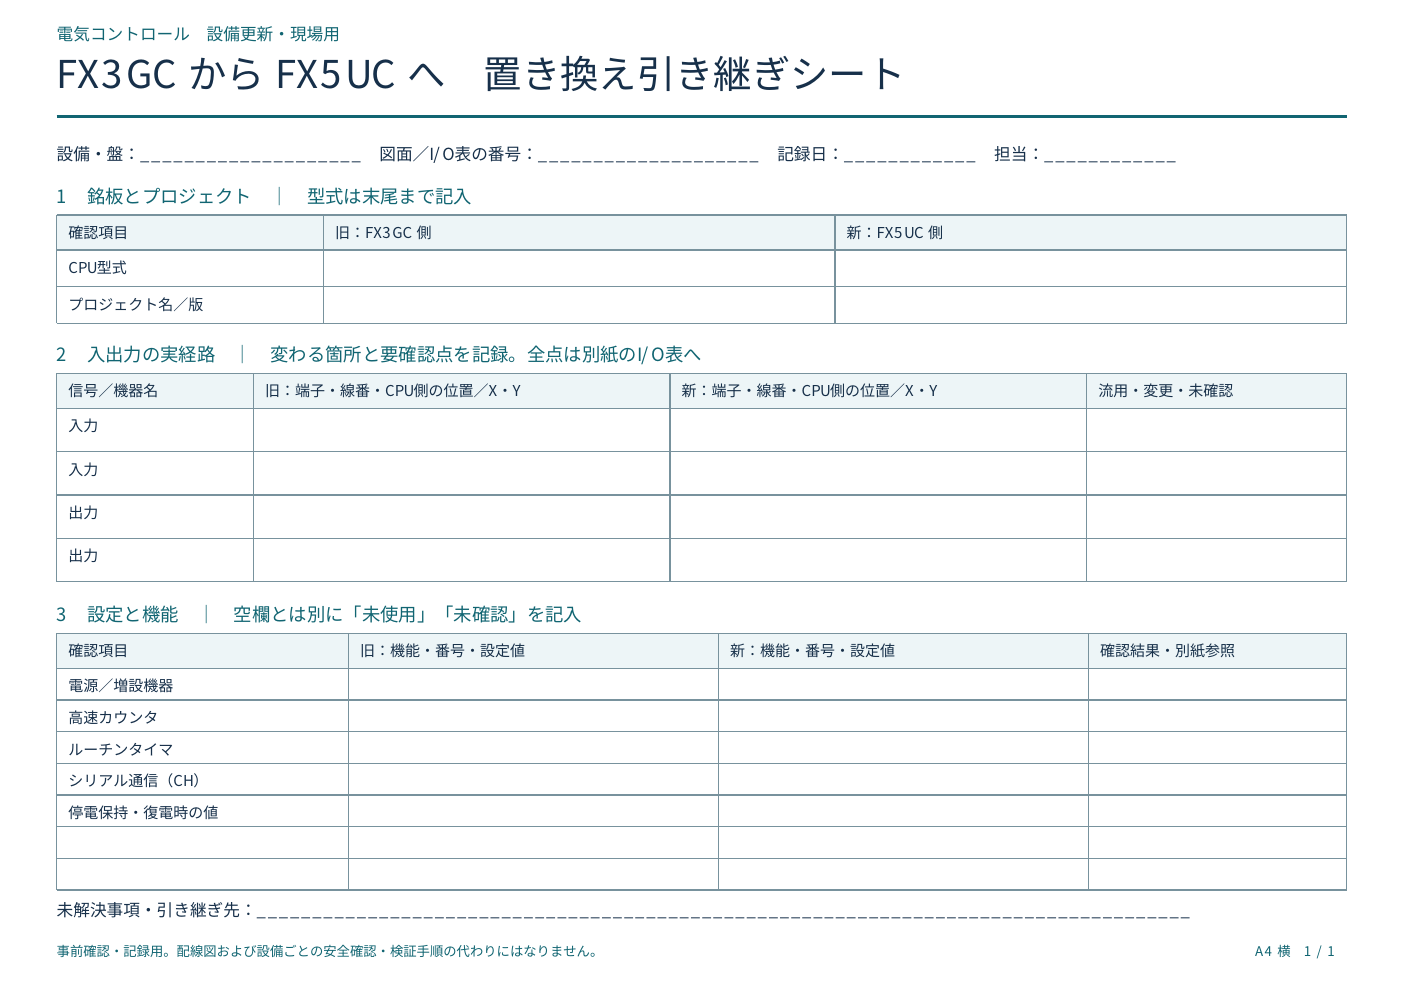 電気コントロール　設備更新・現場用
FX3GC から FX5UC へ　置き換え引き継ぎシート
設備・盤：____________________　図面／I/O表の番号：____________________　記録日：____________　担当：____________
1　銘板とプロジェクト　｜　型式は末尾まで記入
確認項目　旧：FX3GC 側　新：FX5UC 側
CPU型式
プロジェクト名／版
2　入出力の実経路　｜　変わる箇所と要確認点を記録。全点は別紙のI/O表へ
信号／機器名　旧：端子・線番・CPU側の位置／X・Y　新：端子・線番・CPU側の位置／X・Y　流用・変更・未確認
入力
入力
出力
出力
3　設定と機能　｜　空欄とは別に「未使用」「未確認」を記入
確認項目　旧：機能・番号・設定値　新：機能・番号・設定値　確認結果・別紙参照
電源／増設機器
高速カウンタ
ルーチンタイマ
シリアル通信（CH）
停電保持・復電時の値
未解決事項・引き継ぎ先：_____________________________________________________________________________________
事前確認・記録用。配線図および設備ごとの安全確認・検証手順の代わりにはなりません。　A4 横　1 / 1